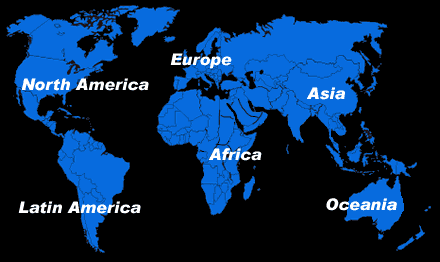 Europe
North America
Asia
Africa
Latin America
Oceania